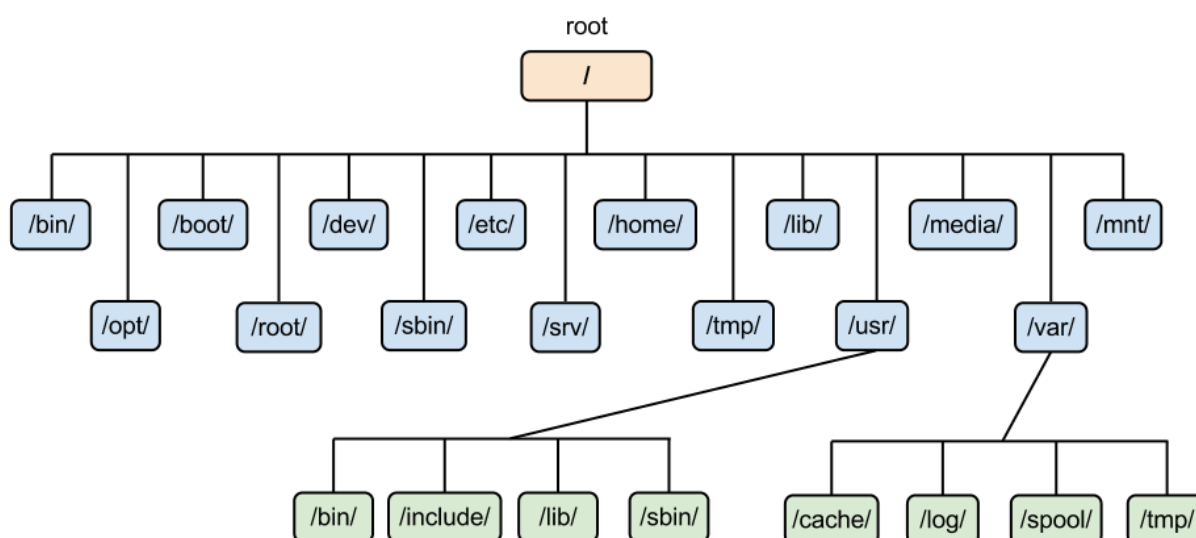 root
/
/bin/ /boot/ /dev/ /etc/ /home/ /lib/ /media/ /mnt/
/opt/ /root/ /sbin/ /srv/ /tmp/ /usr/ /var/
/bin/ /include/ /lib/ /sbin/ /cache/ /log/ /spool/ /tmp/